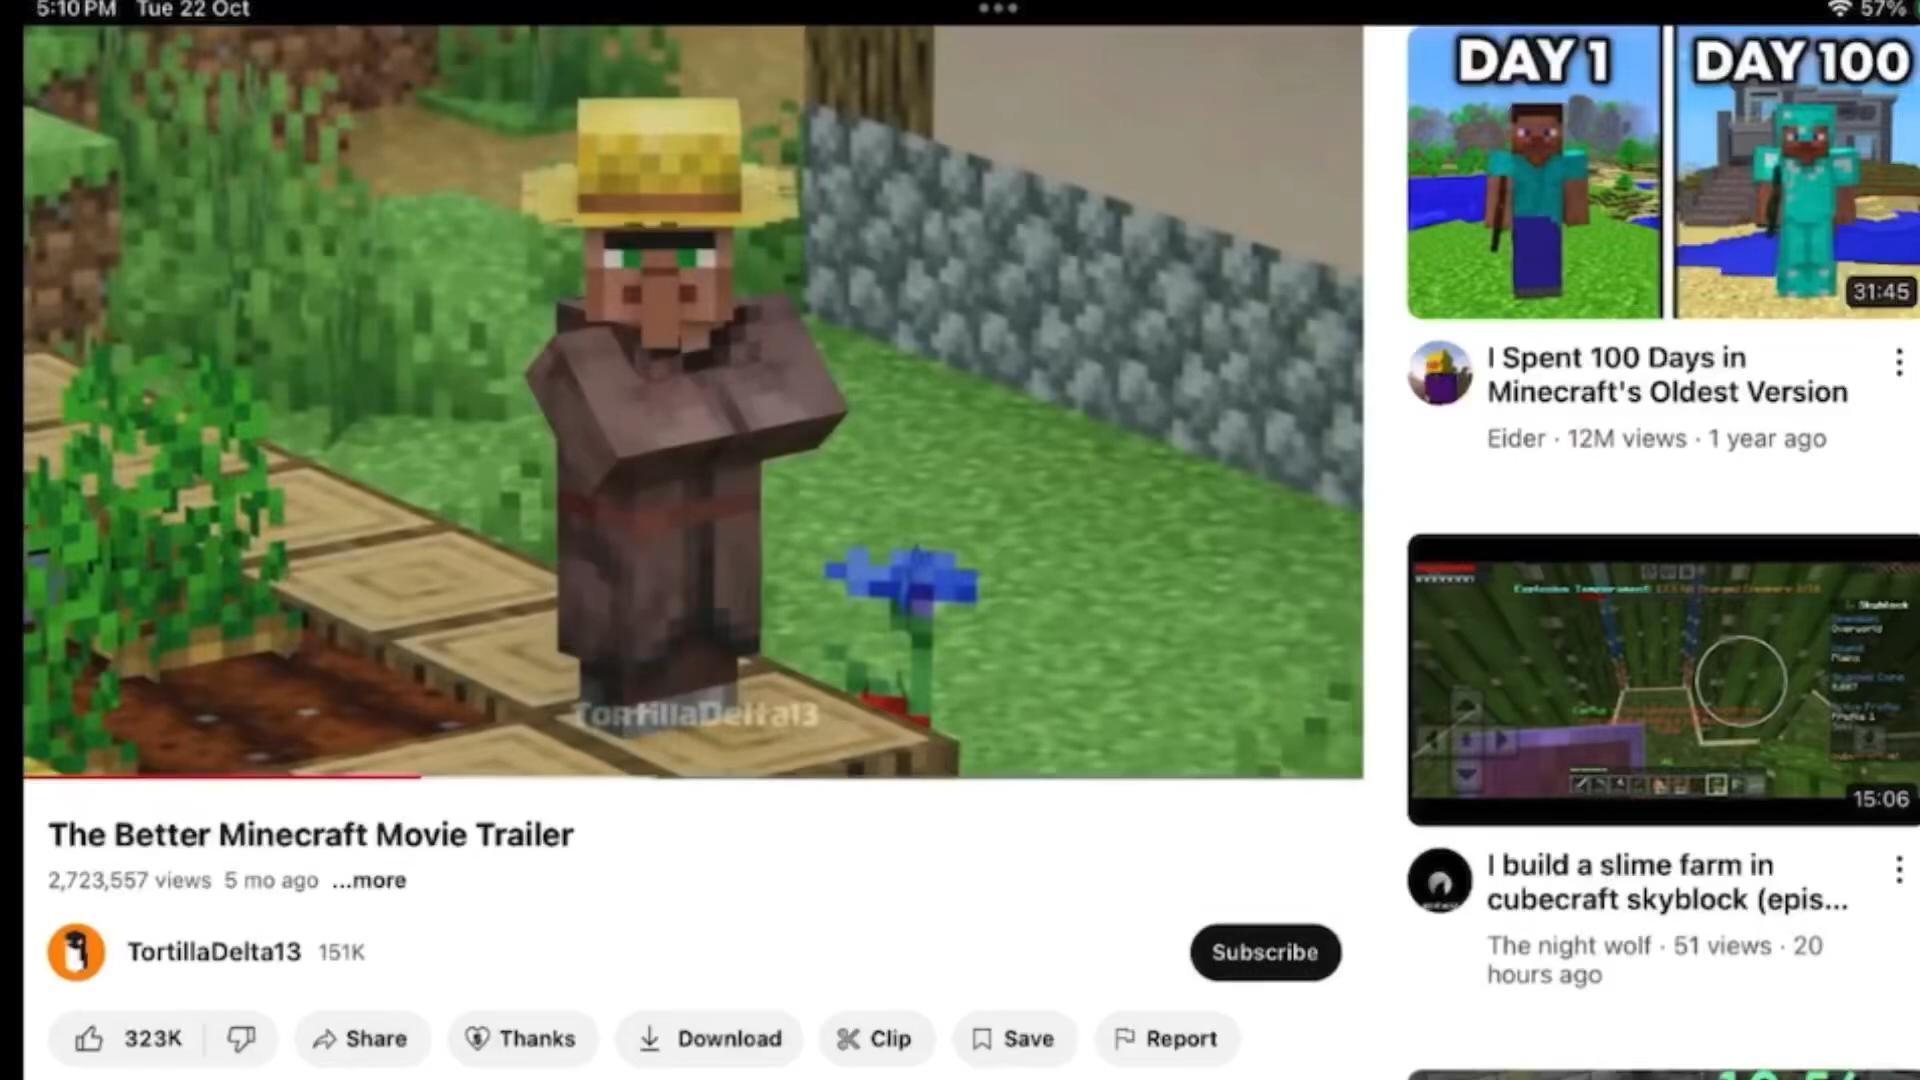 5:10 PM Tue 22 Oct
57%
TortillaDelta13
The Better Minecraft Movie Trailer
2,723,557 views 5 mo ago ...more
TortillaDelta13 151K
Subscribe
323K
Share
Thanks
Download
Clip
Save
Report
DAY 1
DAY 100
31:45
I Spent 100 Days in
Minecraft's Oldest Version
Eider · 12M views · 1 year ago
Skyblock
Overworld
Plains
15:06
I build a slime farm in
cubecraft skyblock (epis...
The night wolf · 51 views · 20
hours ago